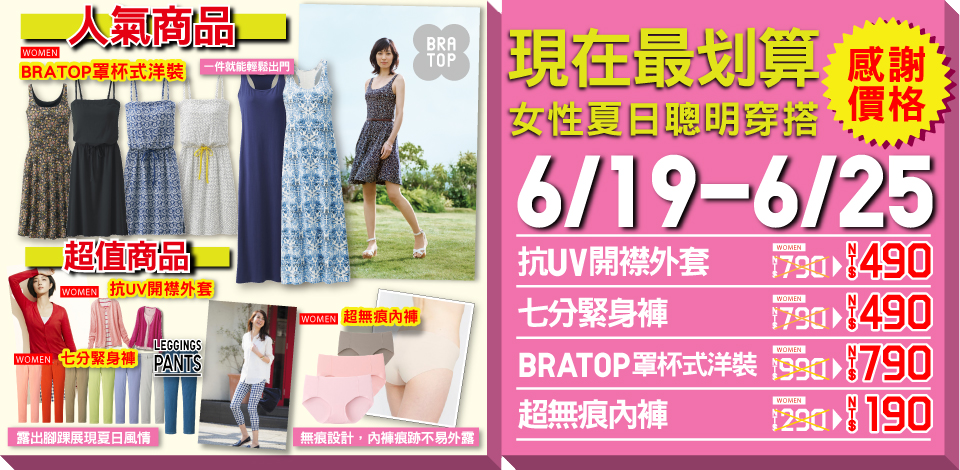 人氣商品
WOMEN
BRATOP罩杯式洋裝
一件就能輕鬆出門
BRA
TOP
超值商品
WOMEN
抗UV開襟外套
WOMEN
七分緊身褲
LEGGINGS
PANTS
露出腳踝展現夏日風情
WOMEN
超無痕內褲
無痕設計，內褲痕跡不易外露
現在最划算
女性夏日聰明穿搭
感謝
價格
6/19-6/25
抗UV開襟外套 WOMEN NT$790 NT$490
七分緊身褲 WOMEN NT$790 NT$490
BRATOP罩杯式洋裝 WOMEN NT$990 NT$790
超無痕內褲 WOMEN NT$290 NT$190